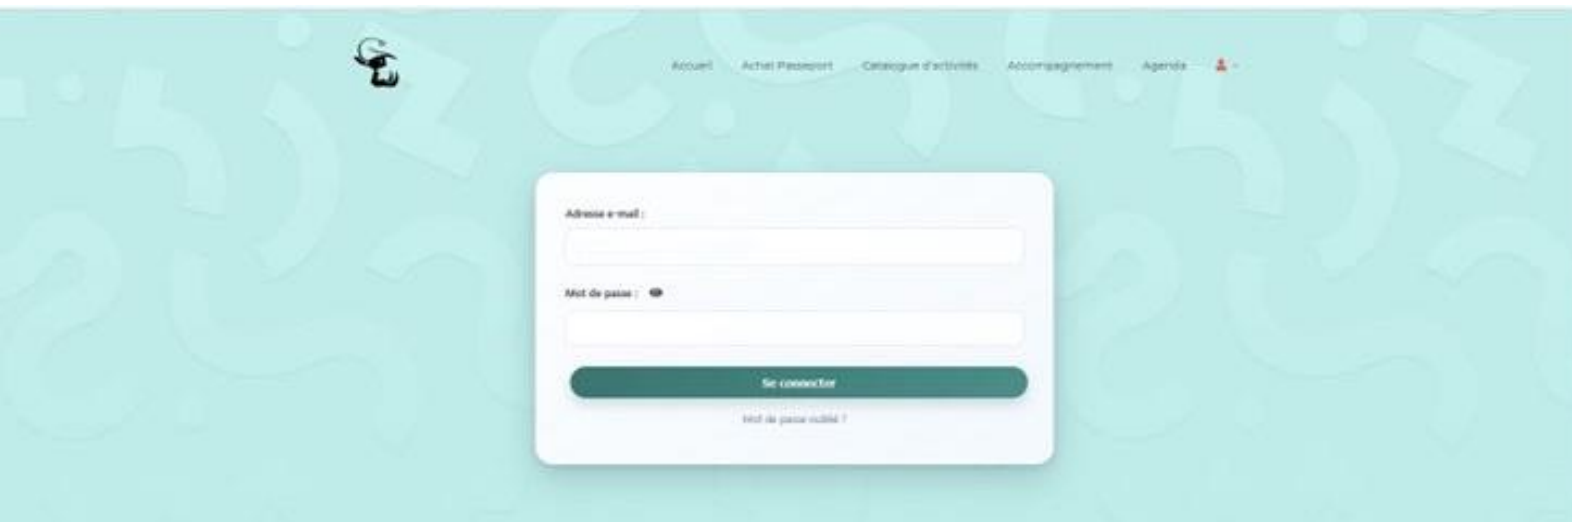 Accueil Achat Passeport Catalogue d'activités Accompagnement Agenda
Adresse e-mail :
Mot de passe :
Se connecter
Mot de passe oublié ?